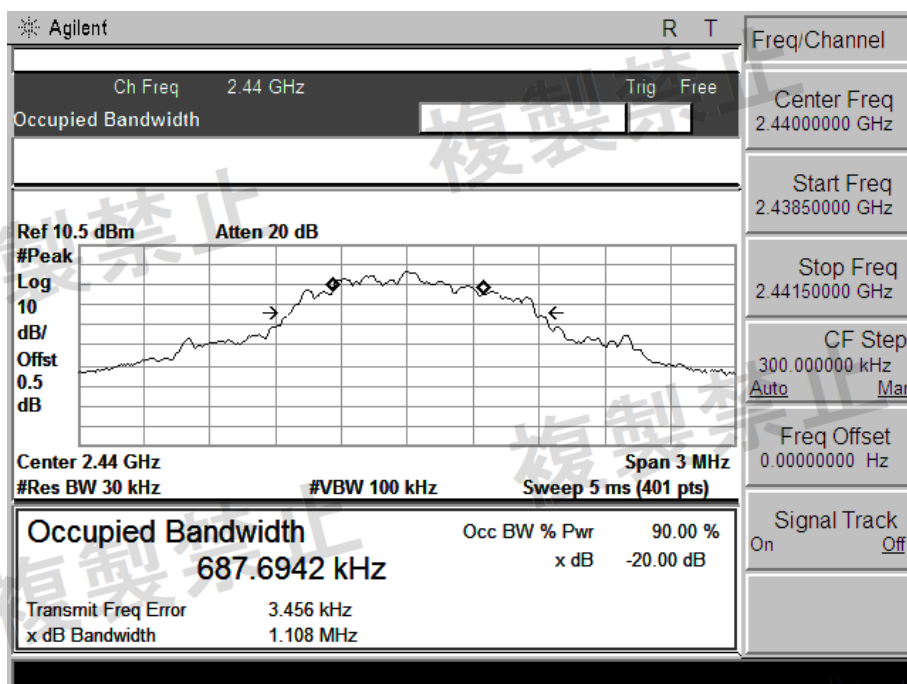 Agilent R T
Ch Freq 2.44 GHz Trig Free
Occupied Bandwidth
Ref 10.5 dBm Atten 20 dB
#Peak
Log
10
dB/
Offst
0.5
dB
Center 2.44 GHz Span 3 MHz
#Res BW 30 kHz #VBW 100 kHz Sweep 5 ms (401 pts)
Occupied Bandwidth
687.6942 kHz
Occ BW % Pwr 90.00 %
x dB -20.00 dB
Transmit Freq Error 3.456 kHz
x dB Bandwidth 1.108 MHz
Freq/Channel
Center Freq
2.44000000 GHz
Start Freq
2.43850000 GHz
Stop Freq
2.44150000 GHz
CF Step
300.000000 kHz
Auto Man
Freq Offset
0.00000000 Hz
Signal Track
On Off
複製禁止
製禁止
複製禁止
複製禁止